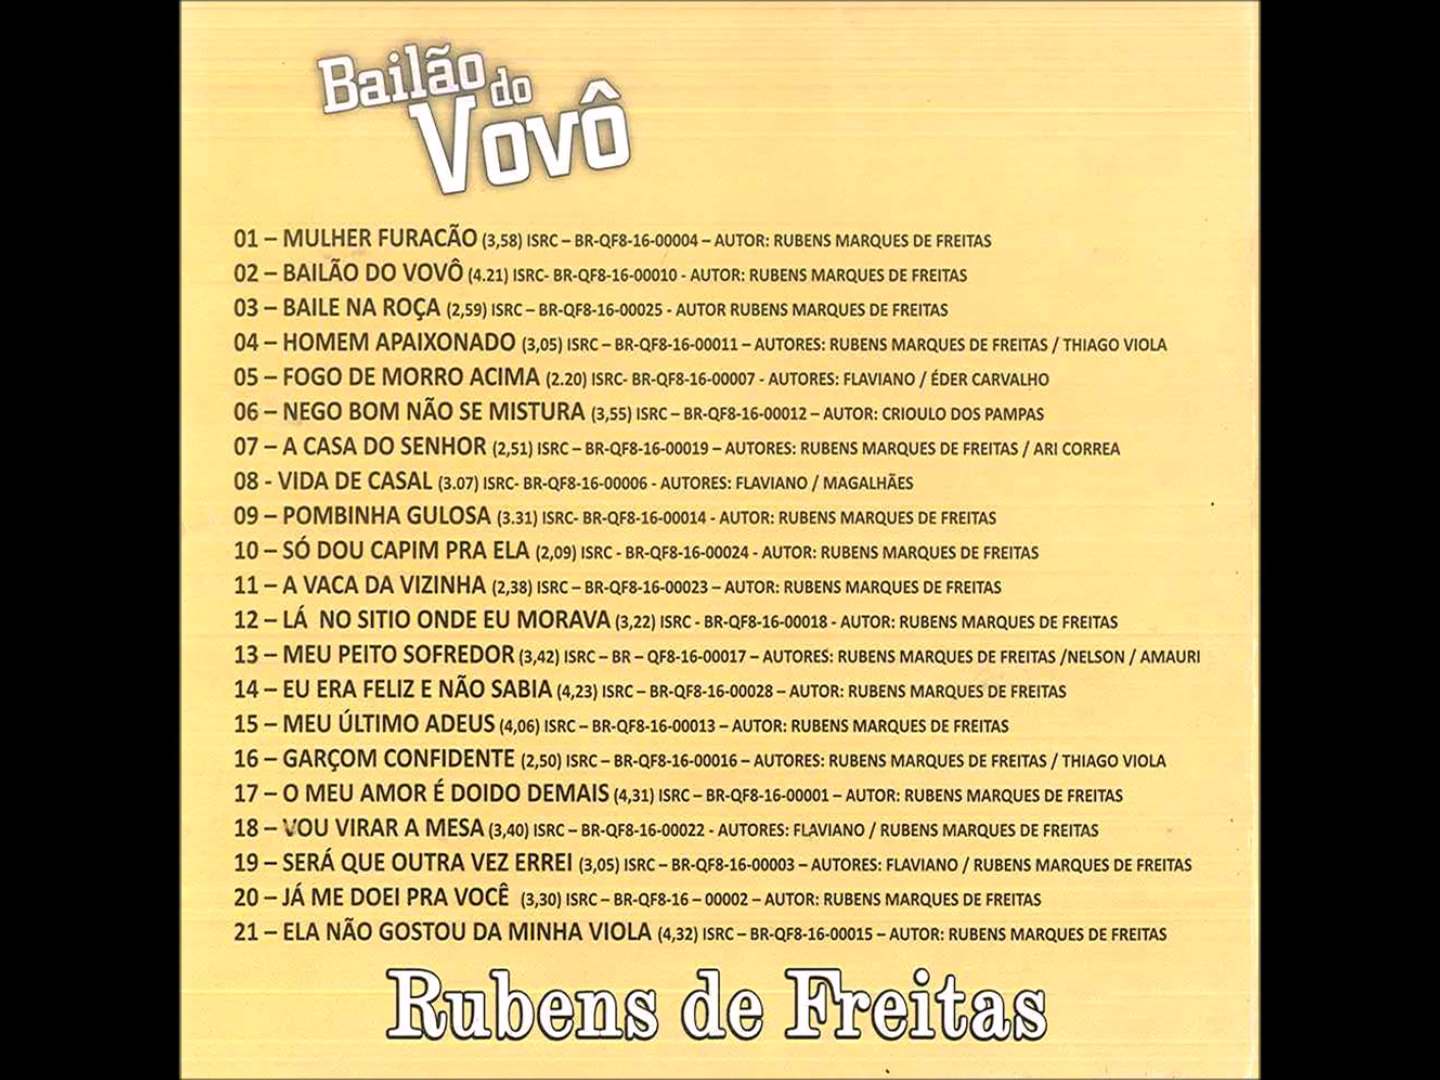 Bailão do
Vovô
01 – MULHER FURACÃO (3,58) ISRC – BR-QF8-16-00004 – AUTOR: RUBENS MARQUES DE FREITAS
02 – BAILÃO DO VOVÔ (4.21) ISRC- BR-QF8-16-00010 - AUTOR: RUBENS MARQUES DE FREITAS
03 – BAILE NA ROÇA (2,59) ISRC – BR-QF8-16-00025 - AUTOR RUBENS MARQUES DE FREITAS
04 – HOMEM APAIXONADO (3,05) ISRC – BR-QF8-16-00011 – AUTORES: RUBENS MARQUES DE FREITAS / THIAGO VIOLA
05 – FOGO DE MORRO ACIMA (2.20) ISRC- BR-QF8-16-00007 - AUTORES: FLAVIANO / ÉDER CARVALHO
06 – NEGO BOM NÃO SE MISTURA (3,55) ISRC – BR-QF8-16-00012 – AUTOR: CRIOULO DOS PAMPAS
07 – A CASA DO SENHOR (2,51) ISRC – BR-QF8-16-00019 – AUTORES: RUBENS MARQUES DE FREITAS / ARI CORREA
08 - VIDA DE CASAL (3.07) ISRC- BR-QF8-16-00006 - AUTORES: FLAVIANO / MAGALHÃES
09 – POMBINHA GULOSA (3.31) ISRC- BR-QF8-16-00014 - AUTOR: RUBENS MARQUES DE FREITAS
10 – SÓ DOU CAPIM PRA ELA (2,09) ISRC - BR-QF8-16-00024 - AUTOR: RUBENS MARQUES DE FREITAS
11 – A VACA DA VIZINHA (2,38) ISRC – BR-QF8-16-00023 – AUTOR: RUBENS MARQUES DE FREITAS
12 – LÁ  NO SITIO ONDE EU MORAVA (3,22) ISRC - BR-QF8-16-00018 - AUTOR: RUBENS MARQUES DE FREITAS
13 – MEU PEITO SOFREDOR (3,42) ISRC – BR – QF8-16-00017 – AUTORES: RUBENS MARQUES DE FREITAS /NELSON / AMAURI
14 – EU ERA FELIZ E NÃO SABIA (4,23) ISRC – BR-QF8-16-00028 – AUTOR: RUBENS MARQUES DE FREITAS
15 – MEU ÚLTIMO ADEUS (4,06) ISRC – BR-QF8-16-00013 – AUTOR: RUBENS MARQUES DE FREITAS
16 – GARÇOM CONFIDENTE (2,50) ISRC – BR-QF8-16-00016 – AUTORES: RUBENS MARQUES DE FREITAS / THIAGO VIOLA
17 – O MEU AMOR É DOIDO DEMAIS (4,31) ISRC – BR-QF8-16-00001 – AUTOR: RUBENS MARQUES DE FREITAS
18 – VOU VIRAR A MESA (3,40) ISRC – BR-QF8-16-00022 - AUTORES: FLAVIANO / RUBENS MARQUES DE FREITAS
19 – SERÁ QUE OUTRA VEZ ERREI (3,05) ISRC – BR-QF8-16-00003 – AUTORES: FLAVIANO / RUBENS MARQUES DE FREITAS
20 – JÁ ME DOEI PRA VOCÊ  (3,30) ISRC – BR-QF8-16 – 00002 – AUTOR: RUBENS MARQUES DE FREITAS
21 – ELA NÃO GOSTOU DA MINHA VIOLA (4,32) ISRC – BR-QF8-16-00015 – AUTOR: RUBENS MARQUES DE FREITAS
Rubens de Freitas